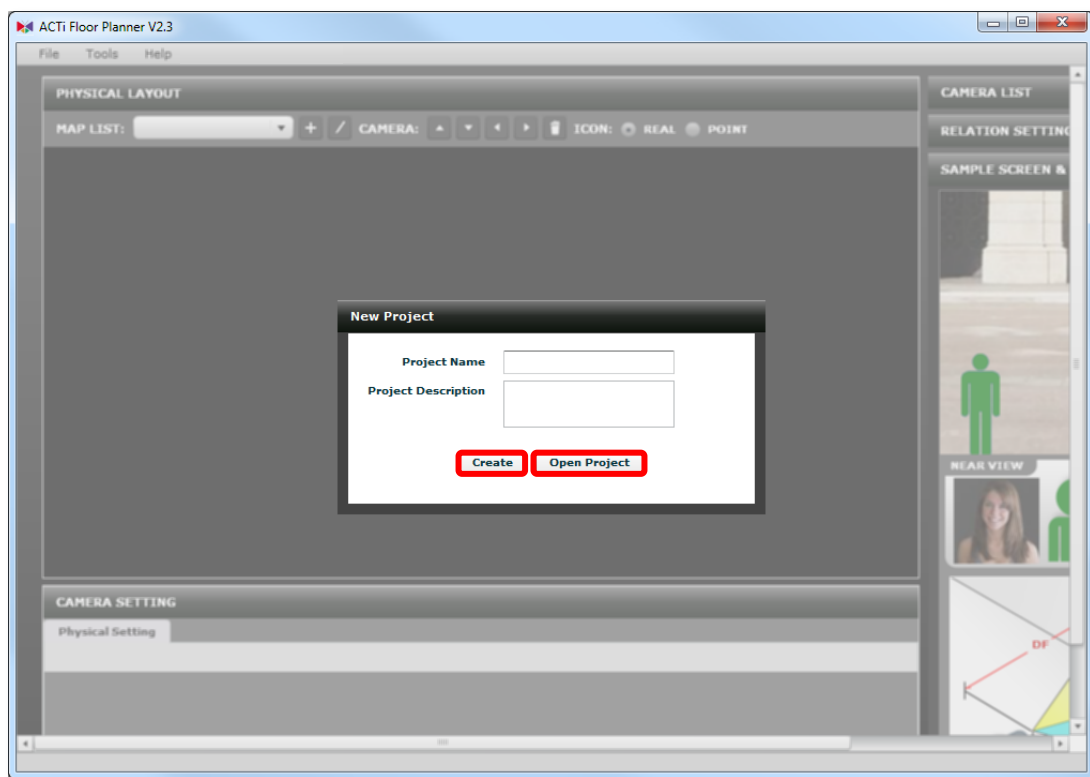 ACTi Floor Planner V2.3
File Tools Help
PHYSICAL LAYOUT
MAP LIST: CAMERA: ICON: REAL POINT
CAMERA LIST
RELATION SETTING
SAMPLE SCREEN &
New Project
Project Name
Project Description
Create Open Project
NEAR VIEW
CAMERA SETTING
Physical Setting
DF